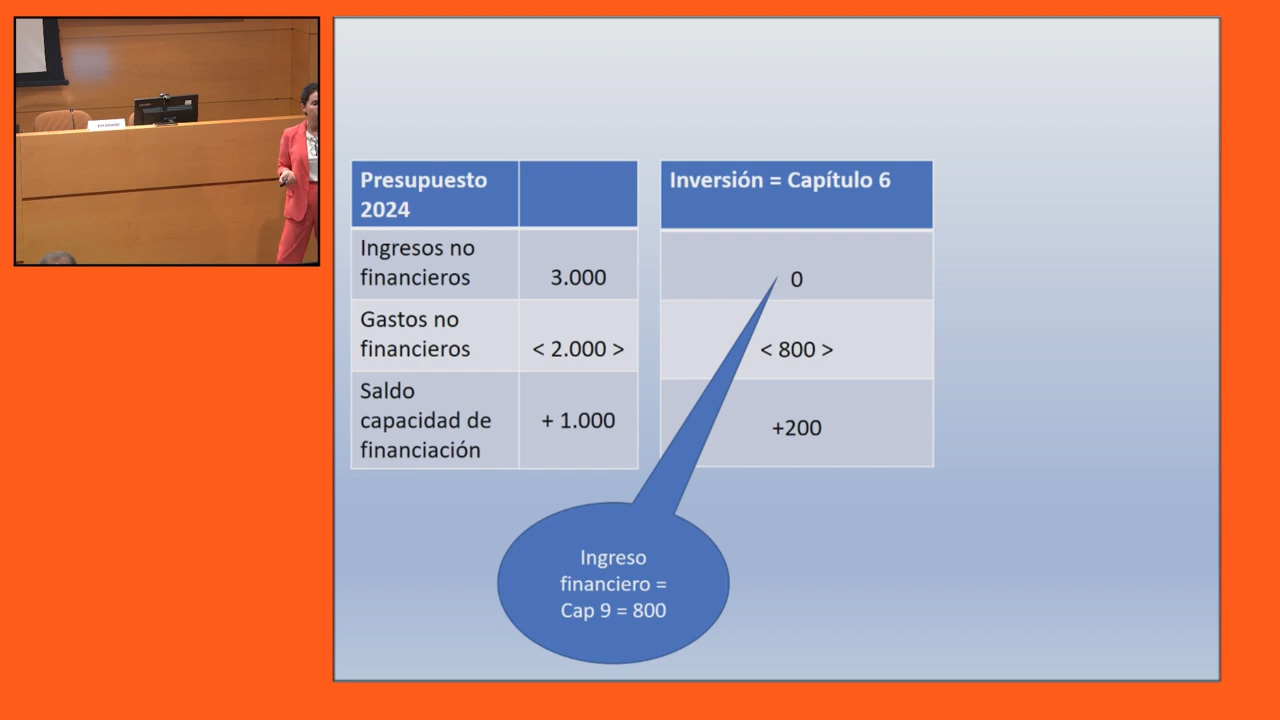 Presupuesto
2024
Ingresos no
financieros
3.000
Gastos no
financieros
< 2.000 >
Saldo
capacidad de
financiación
+ 1.000
Inversión = Capítulo 6
0
< 800 >
+200
Ingreso
financiero =
Cap 9 = 800